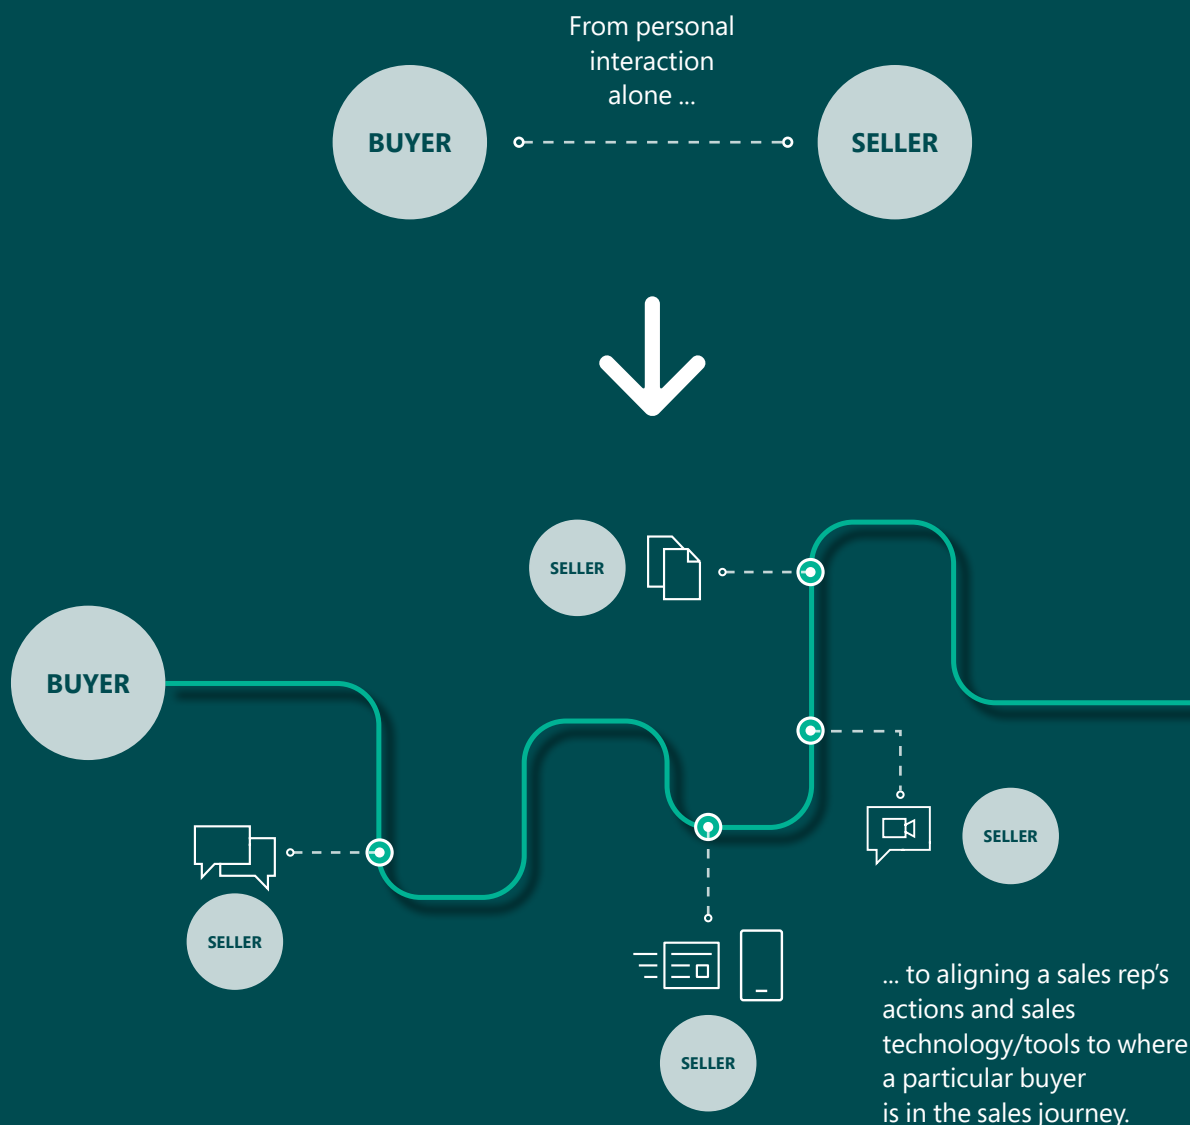 From personal
interaction
alone ...
BUYER
SELLER
SELLER
BUYER
SELLER
SELLER
SELLER
... to aligning a sales rep's
actions and sales
technology/tools to where
a particular buyer
is in the sales journey.